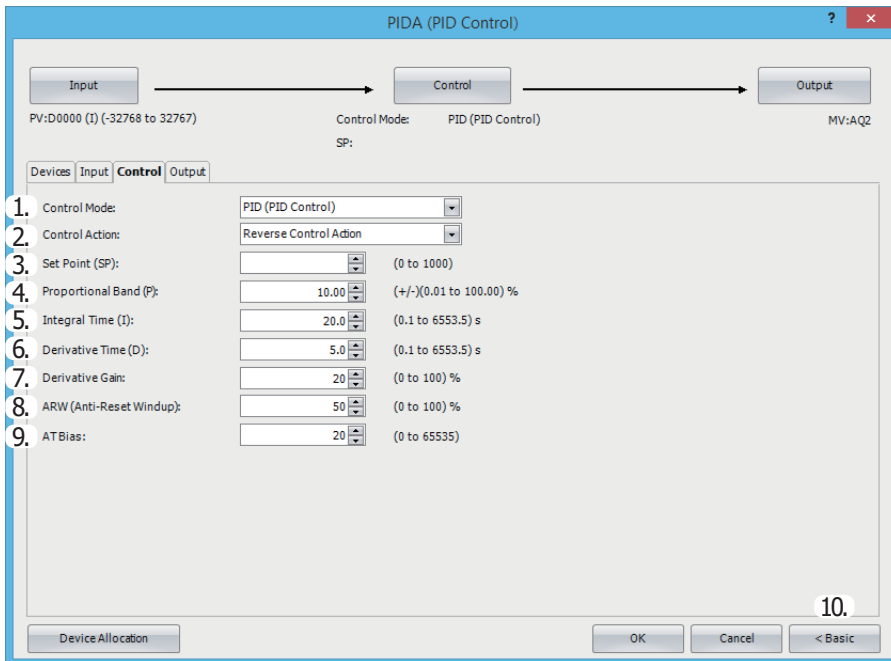 PIDA (PID Control)
? ×
Input Control Output
PV:D0000 (I) (-32768 to 32767) Control Mode: PID (PID Control) MV:AQ2
SP:
Devices Input Control Output
1. Control Mode: PID (PID Control)
2. Control Action: Reverse Control Action
3. Set Point (SP): (0 to 1000)
4. Proportional Band (P): 10.00 (+/-)(0.01 to 100.00) %
5. Integral Time (I): 20.0 (0.1 to 6553.5) s
6. Derivative Time (D): 5.0 (0.1 to 6553.5) s
7. Derivative Gain: 20 (0 to 100) %
8. ARW (Anti-Reset Windup): 50 (0 to 100) %
9. AT Bias: 20 (0 to 65535)
10.
Device Allocation OK Cancel < Basic